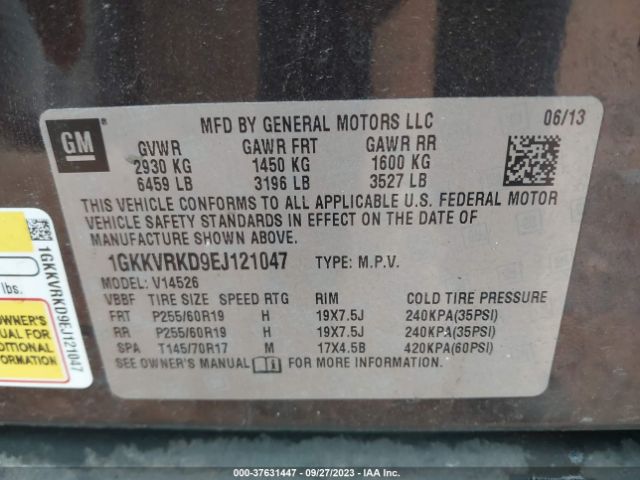 GM
MFD BY GENERAL MOTORS LLC 06/13
GVWR GAWR FRT GAWR RR
2930 KG 1450 KG 1600 KG
6459 LB 3196 LB 3527 LB
THIS VEHICLE CONFORMS TO ALL APPLICABLE U.S. FEDERAL MOTOR
VEHICLE SAFETY STANDARDS IN EFFECT ON THE DATE OF
MANUFACTURE SHOWN ABOVE.
1GKKVRKD9EJ121047 TYPE: M.P.V.
MODEL: V14526
VBBF TIRE SIZE SPEED RTG RIM COLD TIRE PRESSURE
FRT P255/60R19 H 19X7.5J 240KPA(35PSI)
RR P255/60R19 H 19X7.5J 240KPA(35PSI)
SPA T145/70R17 M 17X4.5B 420KPA(60PSI)
SEE OWNER'S MANUAL FOR MORE INFORMATION.
1GKKVRKD9EJ121047
lbs.
OWNER'S
MANUAL FOR
ADDITIONAL
INFORMATION
000-37631447 - 09/27/2023 - IAA Inc.